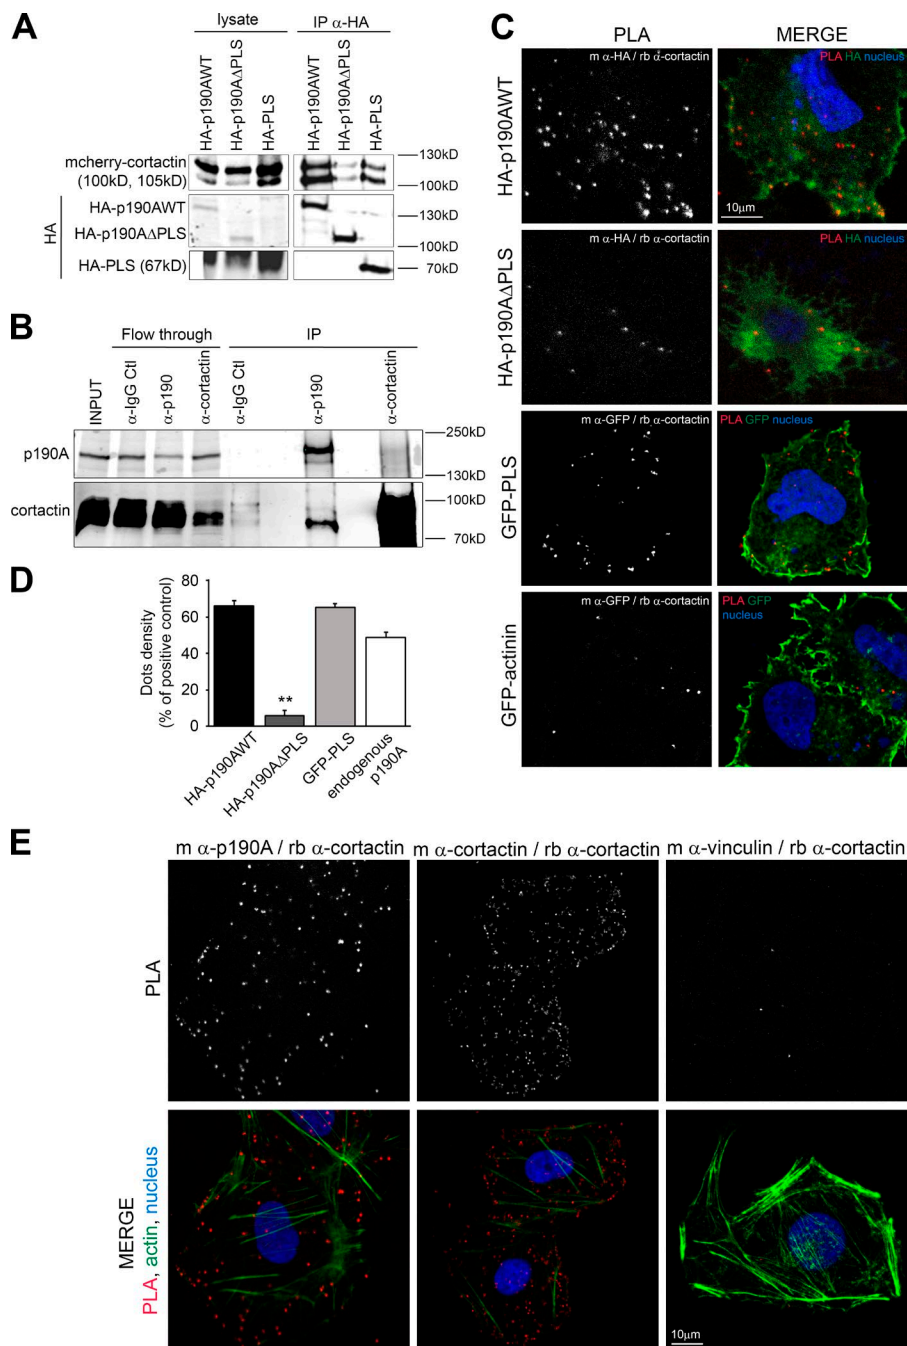 A
lysate
IP α-HA
HA-p190AWT
HA-p190AΔPLS
HA-PLS
HA-p190AWT
HA-p190AΔPLS
HA-PLS
mcherry-cortactin
(100kD, 105kD)
130kD
100kD
HA
HA-p190AWT
HA-p190AΔPLS
HA-PLS (67kD)
130kD
100kD
70kD
B
Flow through
IP
INPUT
α-IgG Ctl
α-p190
α-cortactin
α-IgG Ctl
α-p190
α-cortactin
p190A
cortactin
250kD
130kD
100kD
70kD
C
PLA
MERGE
HA-p190AWT
m α-HA / rb α-cortactin
PLA HA nucleus
10μm
HA-p190AΔPLS
m α-HA / rb α-cortactin
PLA HA nucleus
GFP-PLS
m α-GFP / rb α-cortactin
PLA GFP nucleus
GFP-actinin
m α-GFP / rb α-cortactin
PLA GFP
nucleus
D
Dots density
(% of positive control)
80
60
40
20
0
**
HA-p190AWT
HA-p190AΔPLS
GFP-PLS
endogenous
p190A
E
m α-p190A / rb α-cortactin
m α-cortactin / rb α-cortactin
m α-vinculin / rb α-cortactin
PLA
MERGE
PLA, actin, nucleus
10μm